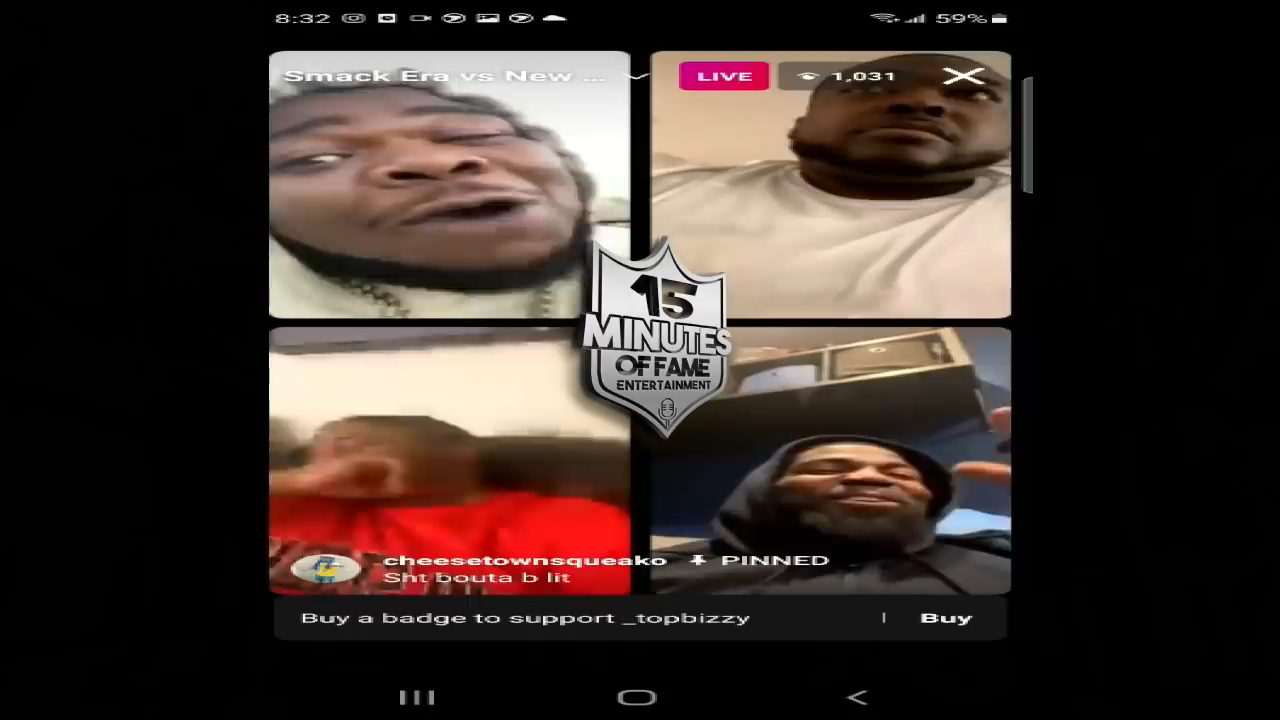 8:32
59%
Smack Era vs New ...
LIVE
1,031
15
MINUTES
OF FAME
ENTERTAINMENT
cheesetownsqueako PINNED
Sht bouta b lit
Buy a badge to support _topbizzy | Buy